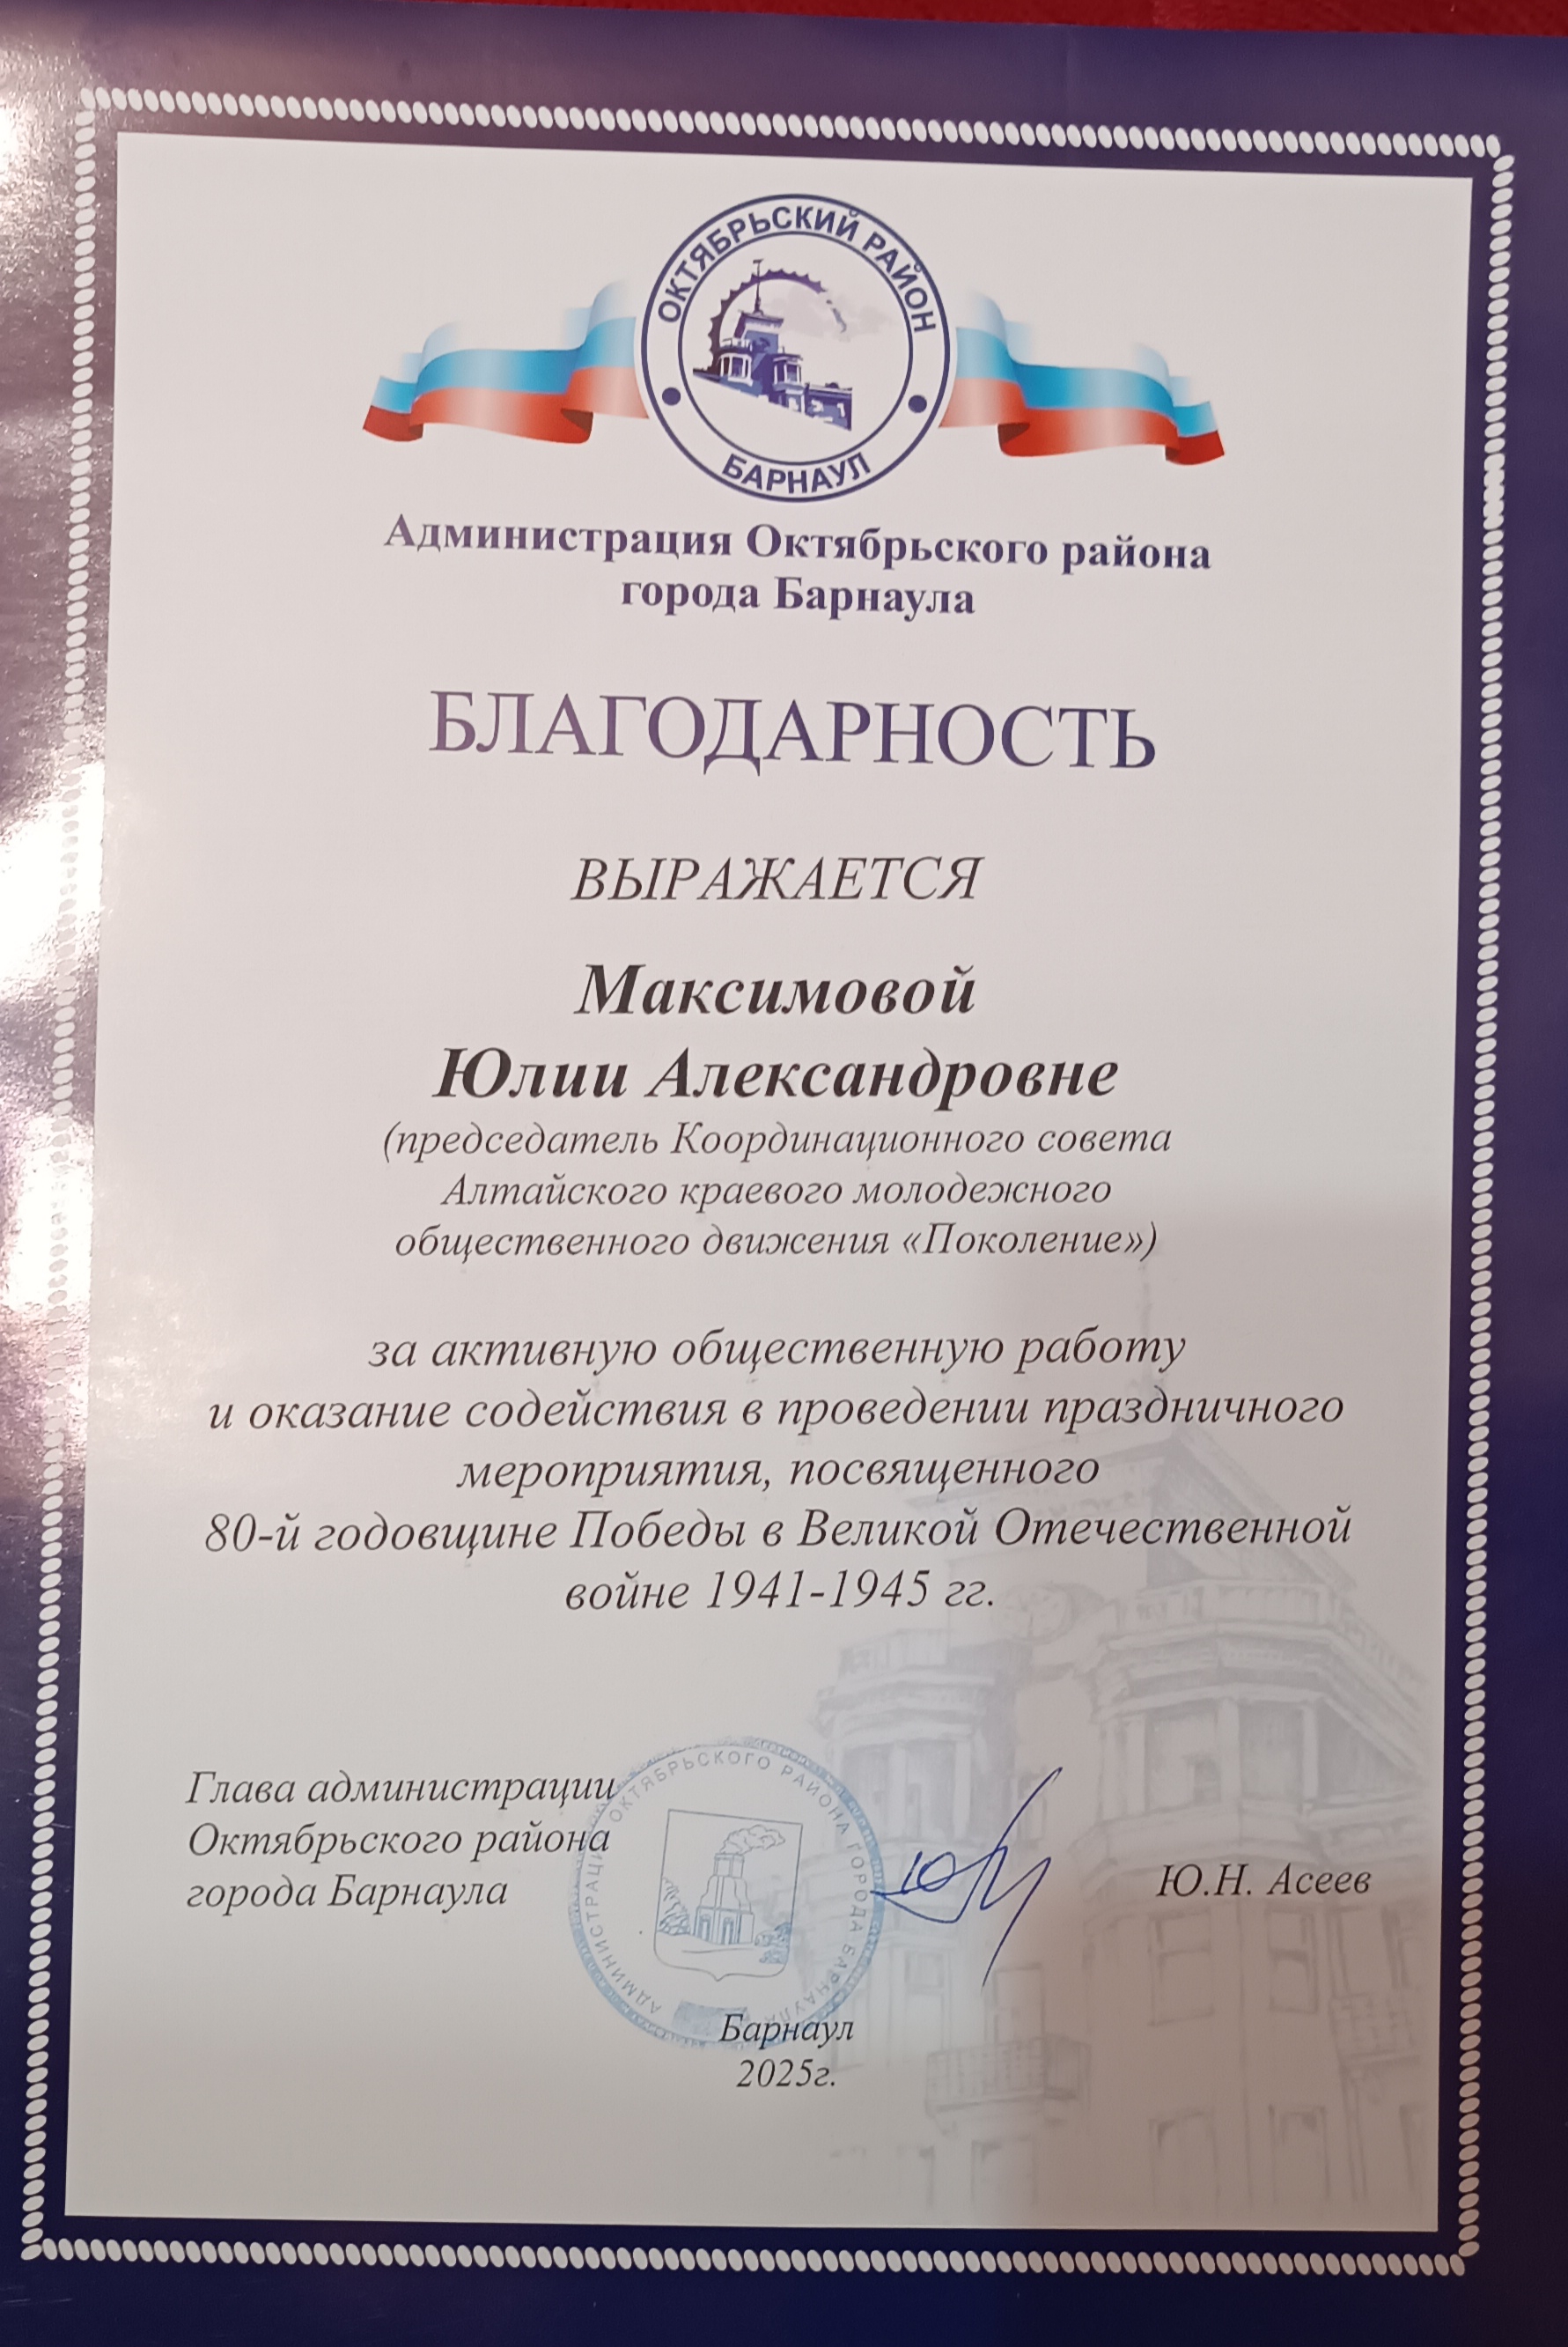 ОКТЯБРЬСКИЙ РАЙОН
БАРНАУЛ
Администрация Октябрьского района
города Барнаула
БЛАГОДАРНОСТЬ
ВЫРАЖАЕТСЯ
Максимовой
Юлии Александровне
(председатель Координационного совета
Алтайского краевого молодежного
общественного движения «Поколение»)
за активную общественную работу
и оказание содействия в проведении праздничного
мероприятия, посвященного
80-й годовщине Победы в Великой Отечественной
войне 1941-1945 гг.
Глава администрации
Октябрьского района
города Барнаула
АДМИНИСТРАЦИЯ ОКТЯБРЬСКОГО РАЙОНА ГОРОДА БАРНАУЛА
Ю.Н. Асеев
Барнаул
2025г.